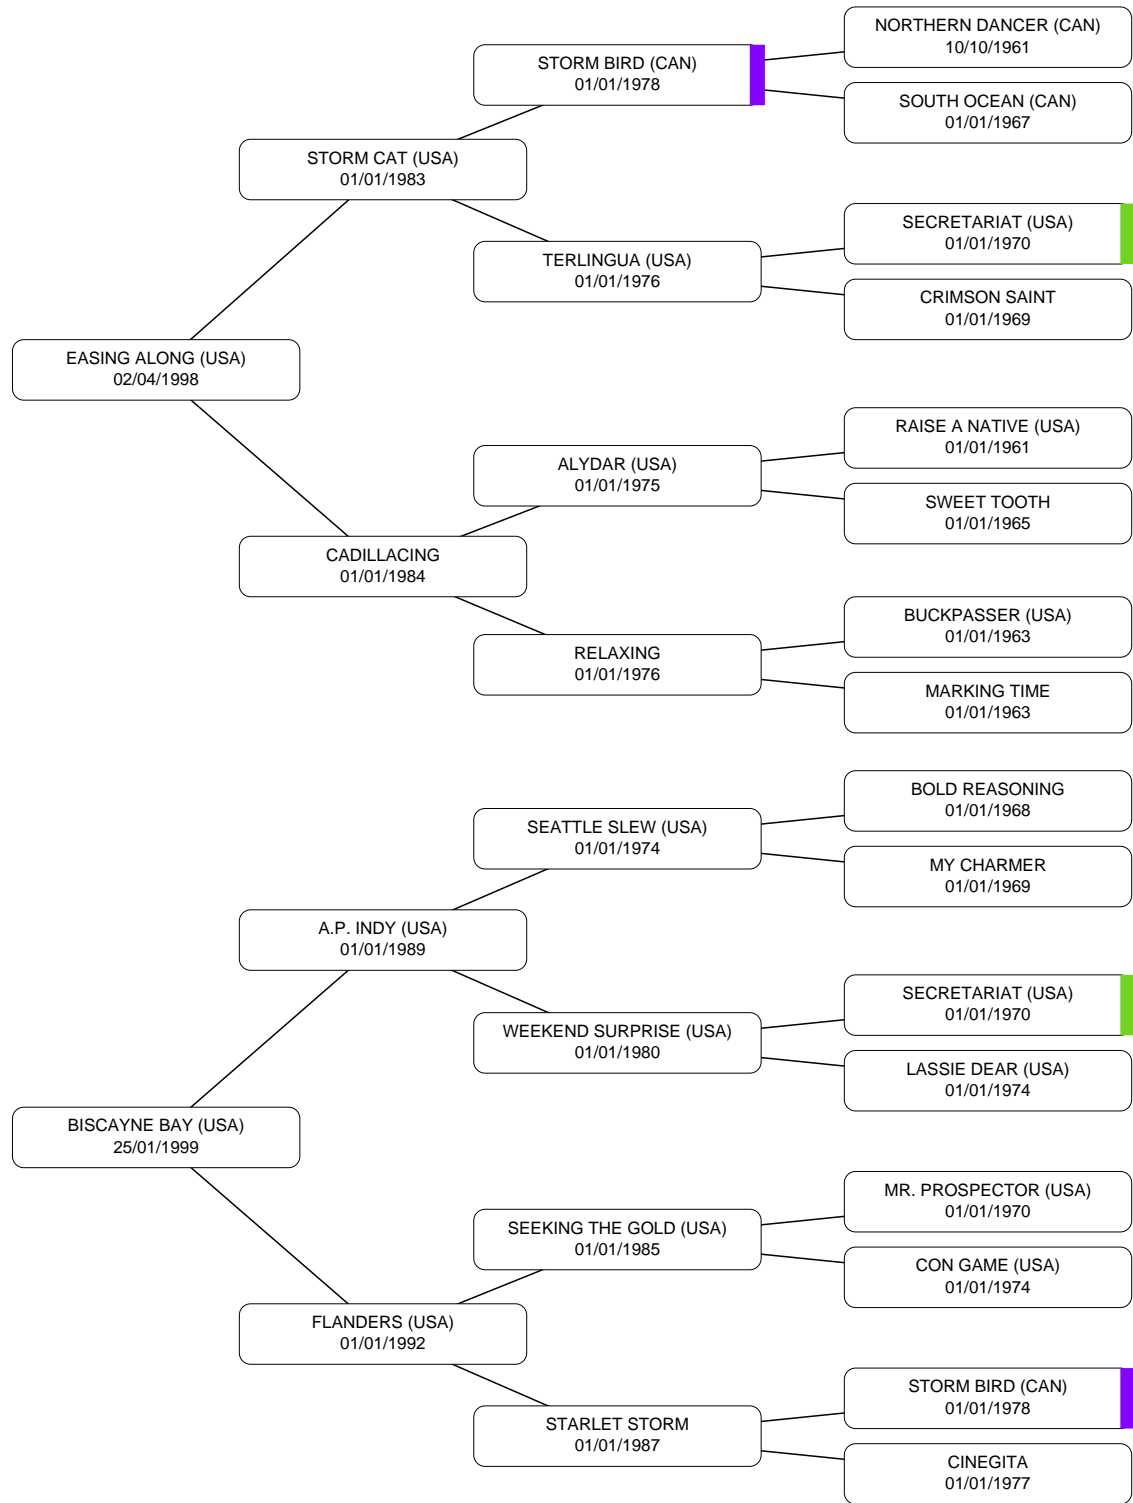 NORTHERN DANCER (CAN)
10/10/1961
STORM BIRD (CAN)
01/01/1978
SOUTH OCEAN (CAN)
01/01/1967
STORM CAT (USA)
01/01/1983
SECRETARIAT (USA)
01/01/1970
TERLINGUA (USA)
01/01/1976
CRIMSON SAINT
01/01/1969
EASING ALONG (USA)
02/04/1998
RAISE A NATIVE (USA)
01/01/1961
ALYDAR (USA)
01/01/1975
SWEET TOOTH
01/01/1965
CADILLACING
01/01/1984
BUCKPASSER (USA)
01/01/1963
RELAXING
01/01/1976
MARKING TIME
01/01/1963
BOLD REASONING
01/01/1968
SEATTLE SLEW (USA)
01/01/1974
MY CHARMER
01/01/1969
A.P. INDY (USA)
01/01/1989
SECRETARIAT (USA)
01/01/1970
WEEKEND SURPRISE (USA)
01/01/1980
LASSIE DEAR (USA)
01/01/1974
BISCAYNE BAY (USA)
25/01/1999
MR. PROSPECTOR (USA)
01/01/1970
SEEKING THE GOLD (USA)
01/01/1985
CON GAME (USA)
01/01/1974
FLANDERS (USA)
01/01/1992
STORM BIRD (CAN)
01/01/1978
STARLET STORM
01/01/1987
CINEGITA
01/01/1977